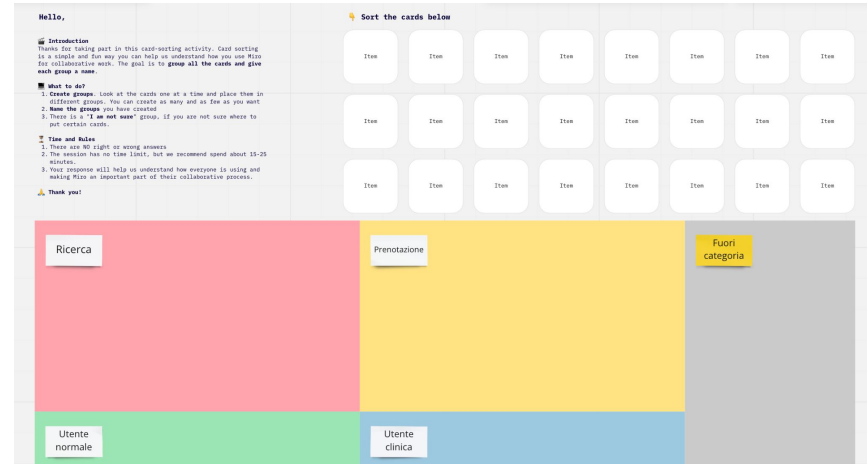 Hello,
🎬 Introduction
Thanks for taking part in this card-sorting activity. Card sorting
is a simple and fun way you can help us understand how you use Miro
for collaborative work. The goal is to group all the cards and give
each group a name.
💻 What to do?
1. Create groups. Look at the cards one at a time and place them in
different groups. You can create as many and as few as you want
2. Name the groups you have created
3. There is a "I am not sure" group, if you are not sure where to
put certain cards.
⏳ Time and Rules
1. There are NO right or wrong answers
2. The session has no time limit, but we recommend spend about 15-25
minutes.
3. Your response will help us understand how everyone is using and
making Miro an important part of their collaborative process.
🙏 Thank you!
👇 Sort the cards below
Item Item Item Item Item Item Item
Item Item Item Item Item Item Item
Item Item Item Item Item Item Item
Ricerca
Prenotazione
Fuori
categoria
Utente
normale
Utente
clinica